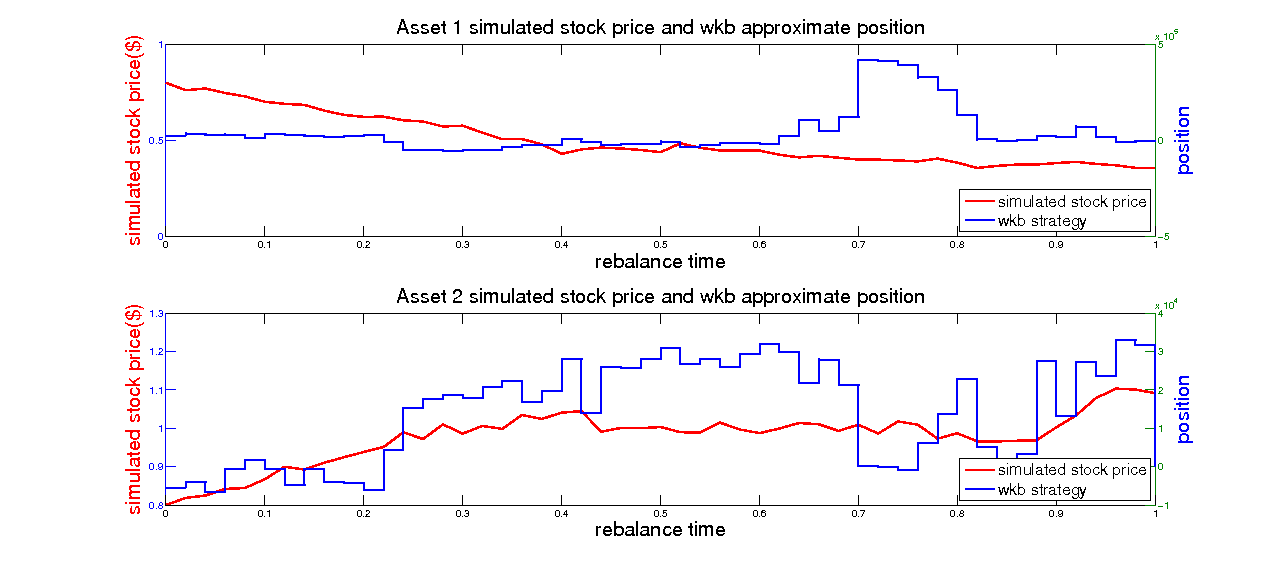 Asset 1 simulated stock price and wkb approximate position
simulated stock price($)
1
0.5
0
x 10^5
5
0
-5
position
simulated stock price
wkb strategy
0 0.1 0.2 0.3 0.4 0.5 0.6 0.7 0.8 0.9 1
rebalance time
Asset 2 simulated stock price and wkb approximate position
simulated stock price($)
1.3
1.2
1.1
1
0.9
0.8
x 10^4
4
3
2
1
0
-1
position
simulated stock price
wkb strategy
0 0.1 0.2 0.3 0.4 0.5 0.6 0.7 0.8 0.9 1
rebalance time